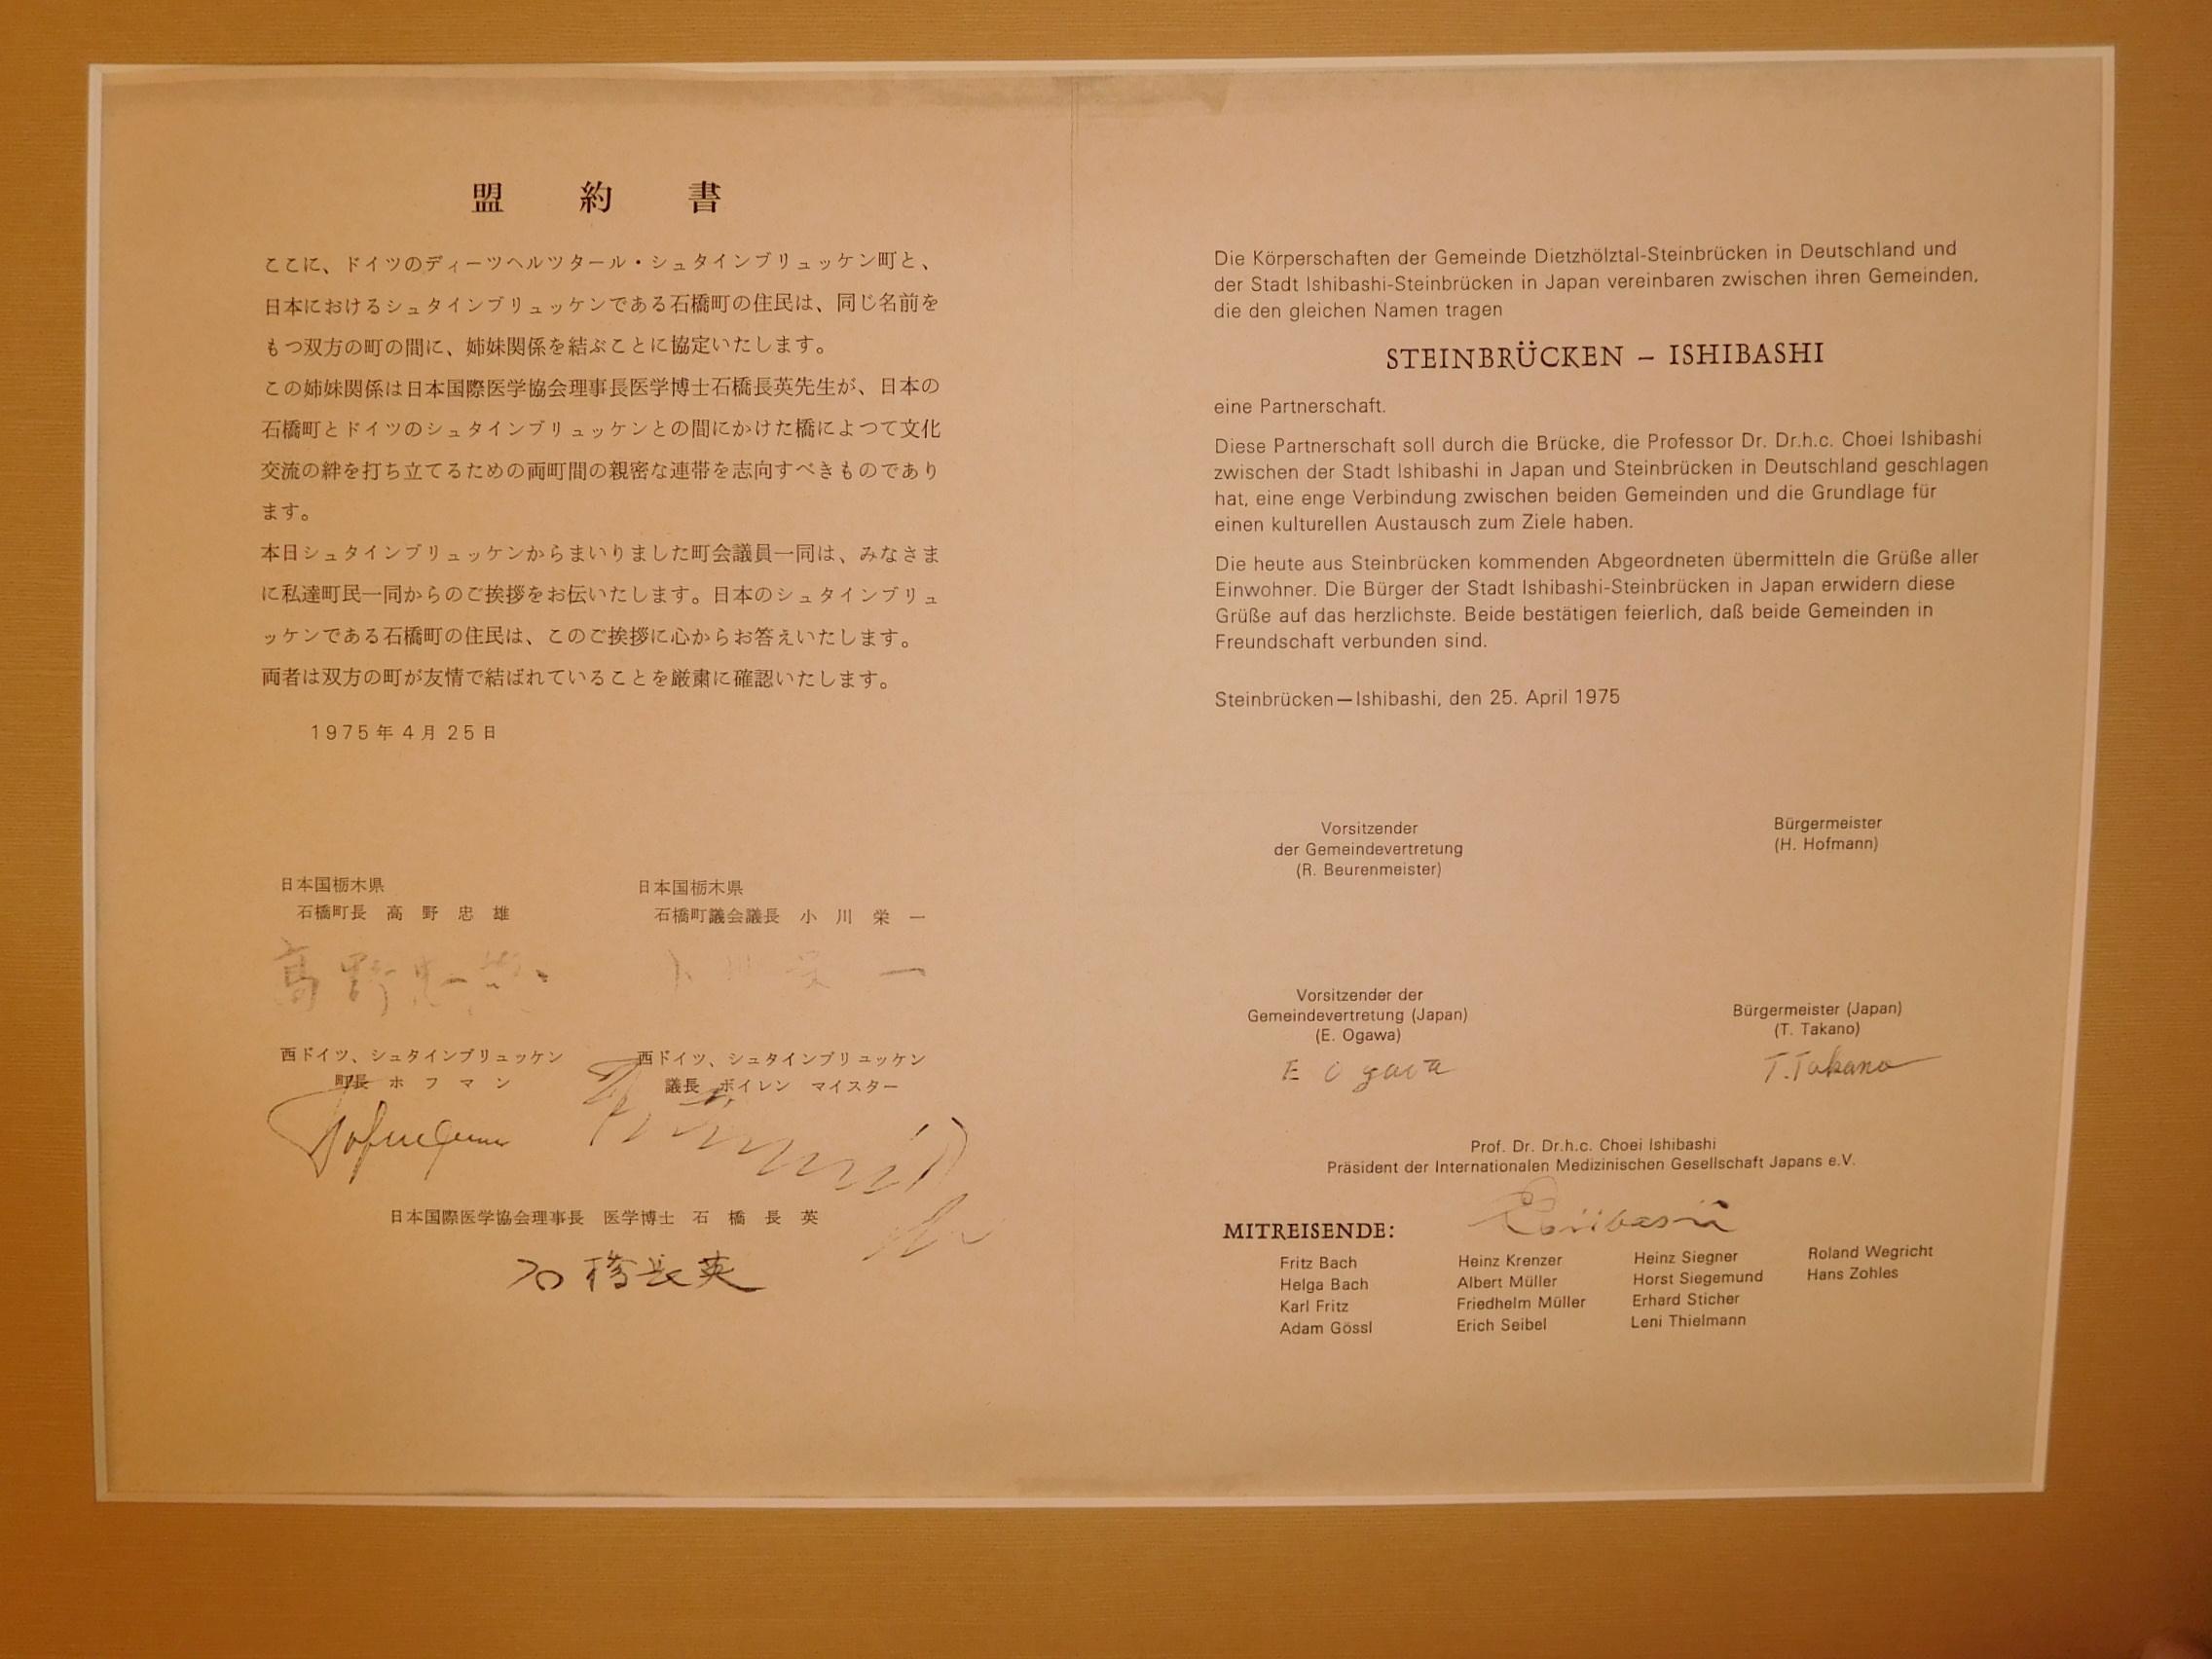 盟約書
ここに、ドイツのディーツヘルツタール・シュタインブリュッケン町と、
日本におけるシュタインブリュッケンである石橋町の住民は、同じ名前を
もつ双方の町の間に、姉妹関係を結ぶことに協定いたします。
この姉妹関係は日本国際医学協会理事長医学博士石橋長英先生が、日本の
石橋町とドイツのシュタインブリュッケンとの間にかけた橋によつて文化
交流の絆を打ち立てるための両町間の親密な連帯を志向すべきものであり
ます。
本日シュタインブリュッケンからまいりました町会議員一同は、みなさま
に私達町民一同からのご挨拶をお伝いたします。日本のシュタインブリュ
ッケンである石橋町の住民は、このご挨拶に心からお答えいたします。
両者は双方の町が友情で結ばれていることを厳粛に確認いたします。
1975年4月25日
日本国栃木県
石橋町長 高野忠雄
高野忠雄
日本国栃木県
石橋町議会議長 小川栄一
小川栄一
西ドイツ、シュタインブリュッケン
町長 ホフマン
Hofmann
西ドイツ、シュタインブリュッケン
議長 ボイレン マイスター
日本国際医学協会理事長 医学博士 石橋長英
石橋長英
Die Körperschaften der Gemeinde Dietzhölztal-Steinbrücken in Deutschland und
der Stadt Ishibashi-Steinbrücken in Japan vereinbaren zwischen ihren Gemeinden,
die den gleichen Namen tragen
STEINBRÜCKEN – ISHIBASHI
eine Partnerschaft.
Diese Partnerschaft soll durch die Brücke, die Professor Dr. Dr.h.c. Choei Ishibashi
zwischen der Stadt Ishibashi in Japan und Steinbrücken in Deutschland geschlagen
hat, eine enge Verbindung zwischen beiden Gemeinden und die Grundlage für
einen kulturellen Austausch zum Ziele haben.
Die heute aus Steinbrücken kommenden Abgeordneten übermitteln die Grüße aller
Einwohner. Die Bürger der Stadt Ishibashi-Steinbrücken in Japan erwidern diese
Grüße auf das herzlichste. Beide bestätigen feierlich, daß beide Gemeinden in
Freundschaft verbunden sind.
Steinbrücken—Ishibashi, den 25. April 1975
Vorsitzender
der Gemeindevertretung
(R. Beurenmeister)
Bürgermeister
(H. Hofmann)
Vorsitzender der
Gemeindevertretung (Japan)
(E. Ogawa)
E Ogawa
Bürgermeister (Japan)
(T. Takano)
T. Takano
Prof. Dr. Dr.h.c. Choei Ishibashi
Präsident der Internationalen Medizinischen Gesellschaft Japans e.V.
MITREISENDE:
Fritz Bach
Helga Bach
Karl Fritz
Adam Gössl
Heinz Krenzer
Albert Müller
Friedhelm Müller
Erich Seibel
Heinz Siegner
Horst Siegemund
Erhard Sticher
Leni Thielmann
Roland Wegricht
Hans Zohles